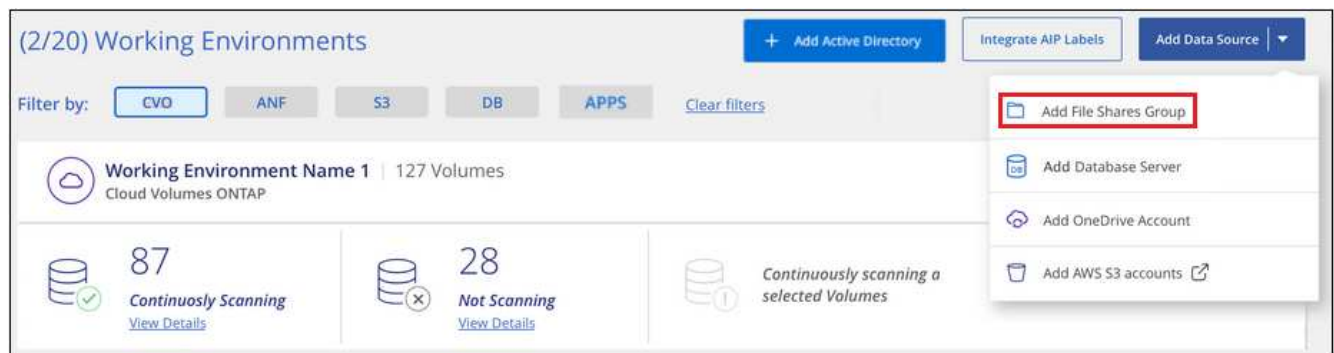 (2/20) Working Environments
+ Add Active Directory
Integrate AIP Labels
Add Data Source
Filter by:
CVO
ANF
S3
DB
APPS
Clear filters
Add File Shares Group
DB
Add Database Server
Add OneDrive Account
Add AWS S3 accounts
Working Environment Name 1 | 127 Volumes
Cloud Volumes ONTAP
87
Continuosly Scanning
View Details
28
Not Scanning
View Details
Continuously scanning a
selected Volumes